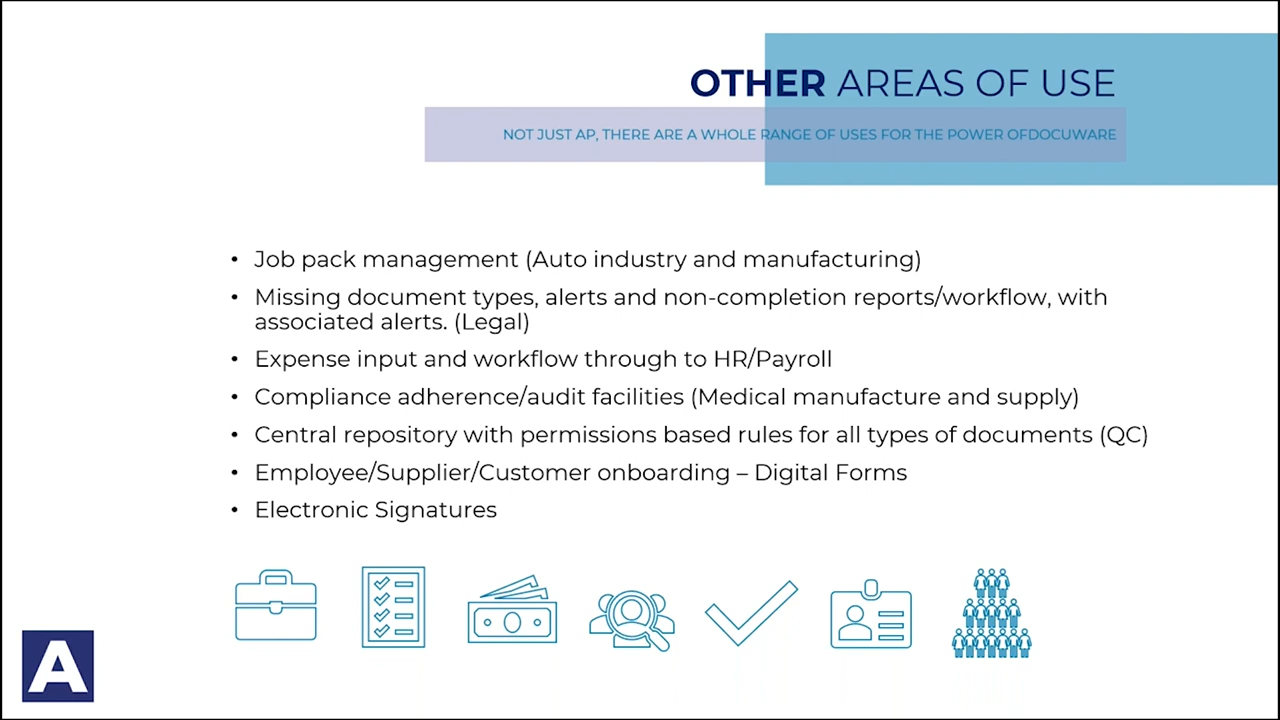 OTHER AREAS OF USE
NOT JUST AP, THERE ARE A WHOLE RANGE OF USES FOR THE POWER OFDOCUWARE
• Job pack management (Auto industry and manufacturing)
• Missing document types, alerts and non-completion reports/workflow, with
associated alerts. (Legal)
• Expense input and workflow through to HR/Payroll
• Compliance adherence/audit facilities (Medical manufacture and supply)
• Central repository with permissions based rules for all types of documents (QC)
• Employee/Supplier/Customer onboarding – Digital Forms
• Electronic Signatures
A